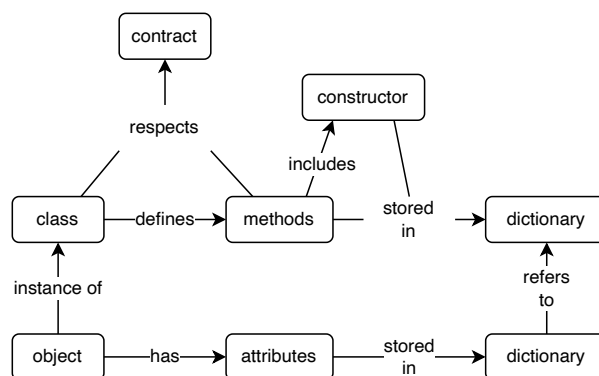 contract
constructor
respects
includes
class
defines
methods
stored
in
dictionary
instance of
refers
to
object
has
attributes
stored
in
dictionary